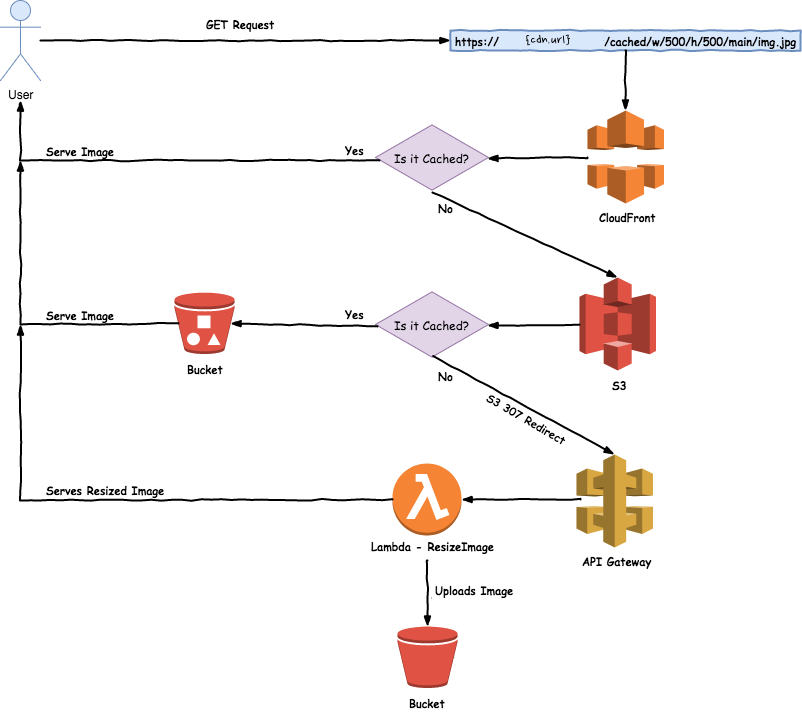 GET Request
https:// {cdn.url} /cached/w/500/h/500/main/img.jpg
User
Serve Image
Yes
Is it Cached?
No
CloudFront
Serve Image
Yes
Is it Cached?
Bucket
No
S3
S3 307 Redirect
Serves Resized Image
Lambda - ResizeImage
API Gateway
Uploads Image
Bucket